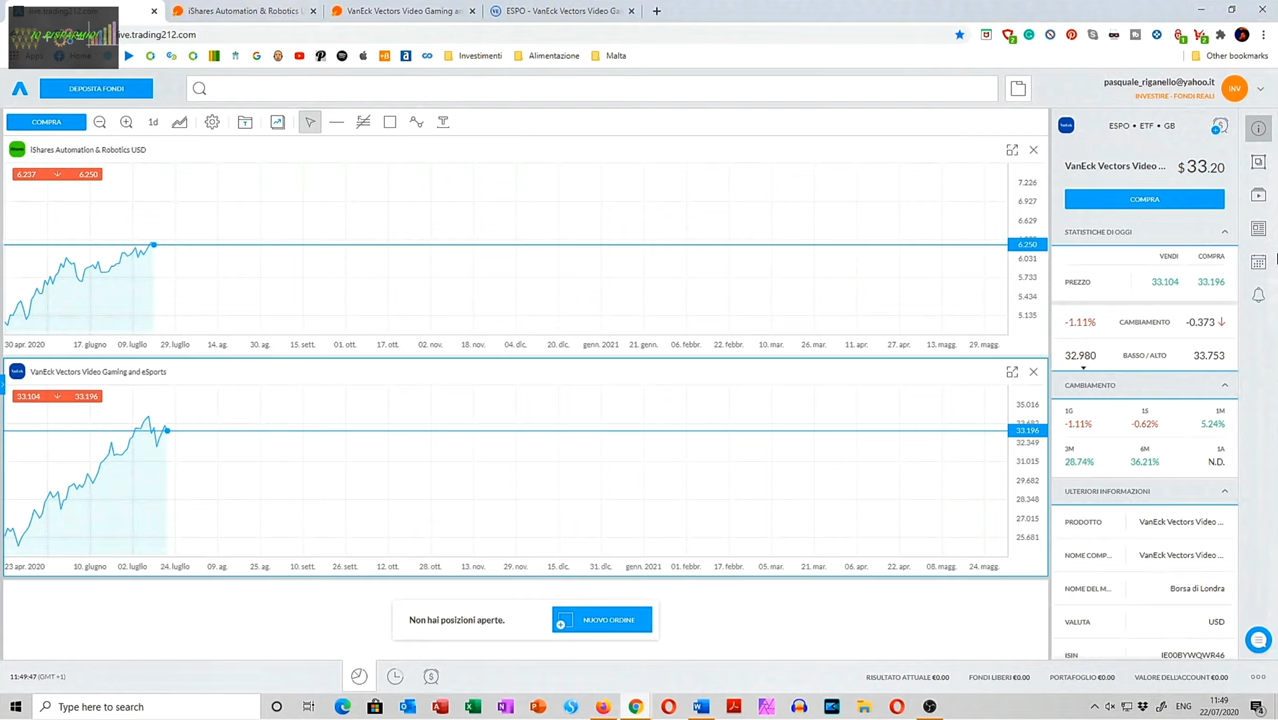 live.trading212.com
iShares Automation & Robotics U
VanEck Vectors Video Gaming a
ESPO - VanEck Vectors Video Ga
live.trading212.com
IO RISPARMIO
Apps
Home
Investimenti
Alimentazione
Malta
Other bookmarks
DEPOSITA FONDI
pasquale_riganello@yahoo.it
INVESTIRE - FONDI REALI
INV
COMPRA
1d
iShares Automation & Robotics USD
6.237
6.250
7.226
6.927
6.629
6.250
6.031
5.733
5.434
5.135
30 apr. 2020
17. giugno
09. luglio
29. luglio
14. ag.
30. ag.
15. sett.
01. ott.
17. ott.
02. nov.
18. nov.
04. dic.
20. dic.
genn. 2021
21. genn.
06. febbr.
22. febbr.
10. mar.
26. mar.
11. apr.
27. apr.
13. magg.
29. magg.
VanEck Vectors Video Gaming and eSports
33.104
33.196
35.016
33.196
32.349
31.015
29.682
28.348
27.015
25.681
23 apr. 2020
10. giugno
02. luglio
24. luglio
09. ag.
25. ag.
10. sett.
26. sett.
12. ott.
28. ott.
13. nov.
29. nov.
15. dic.
31. dic.
genn. 2021
01. febbr.
17. febbr.
05. mar.
21. mar.
06. apr.
22. apr.
08. magg.
24. magg.
Non hai posizioni aperte.
NUOVO ORDINE
ESPO • ETF • GB
VanEck Vectors Video ...
$33.20
COMPRA
STATISTICHE DI OGGI
VENDI
COMPRA
PREZZO
33.104
33.196
-1.11%
CAMBIAMENTO
-0.373
32.980
BASSO / ALTO
33.753
CAMBIAMENTO
1G
1S
1M
-1.11%
-0.62%
5.24%
3M
6M
1A
28.74%
36.21%
N.D.
ULTERIORI INFORMAZIONI
PRODOTTO
VanEck Vectors Video ...
NOME COMP...
VanEck Vectors Video ...
NOME DEL M...
Borsa di Londra
VALUTA
USD
ISIN
IE00BYWQWR46
11:49:47 (GMT +1)
RISULTATO ATTUALE €0.00
FONDI LIBERI €0.00
PORTAFOGLIO €0.00
VALORE DELL'ACCOUNT €0.00
Type here to search
ENG
11:49
22/07/2020